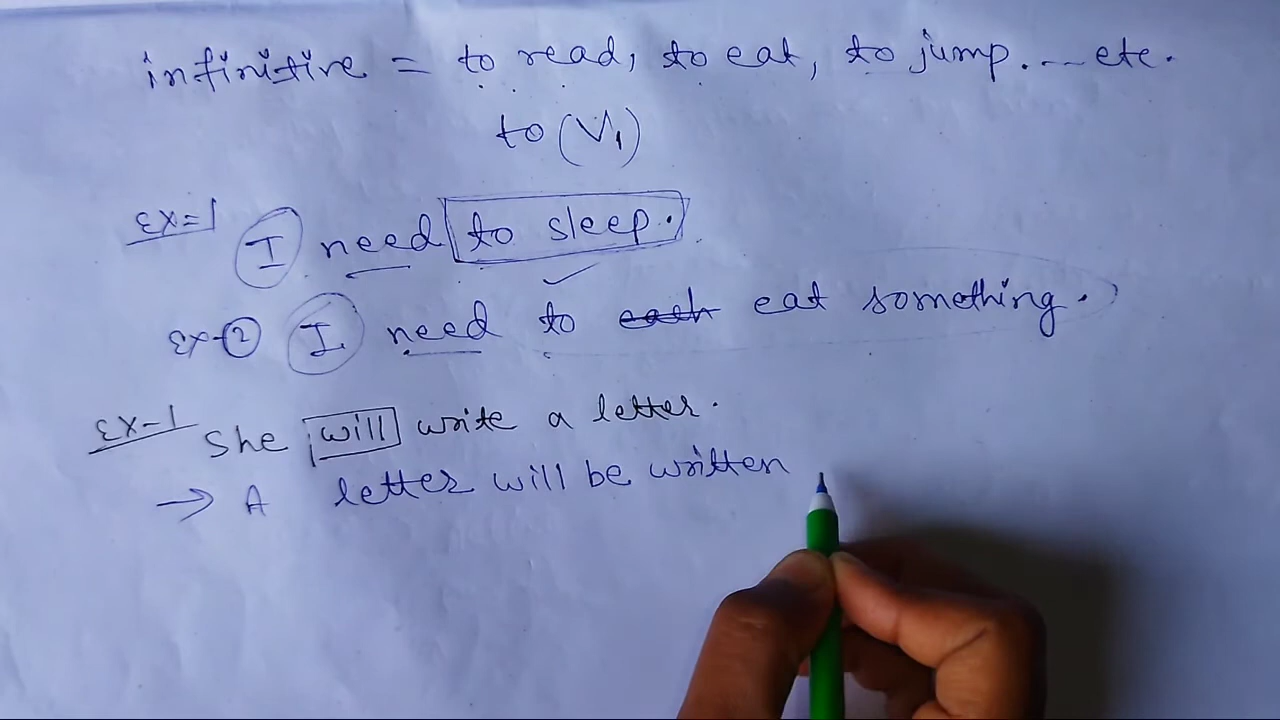 infinitive = to read, to eat, to jump....etc.
to (V₁)
Ex=1 I need to sleep.
Ex-② I need to eat something.
Ex-1 She will write a letter.
→ A letter will be written